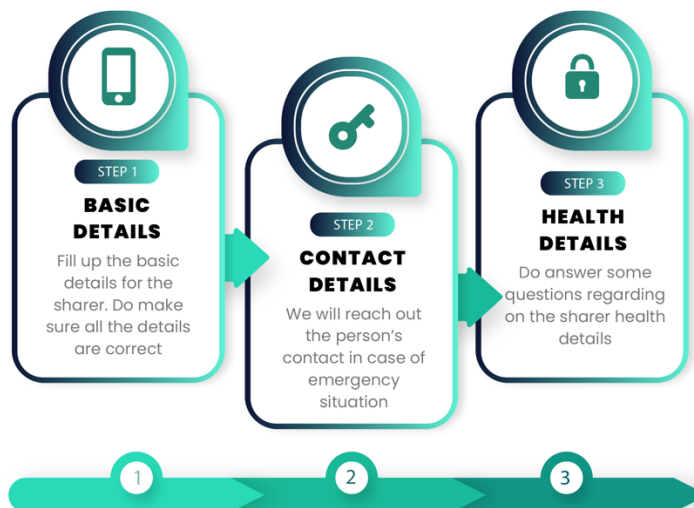 STEP 1
BASIC
DETAILS
Fill up the basic
details for the
sharer. Do make
sure all the details
are correct
STEP 2
CONTACT
DETAILS
We will reach out
the person's
contact in case of
emergency
situation
STEP 3
HEALTH
DETAILS
Do answer some
questions regarding
on the sharer health
details
1
2
3